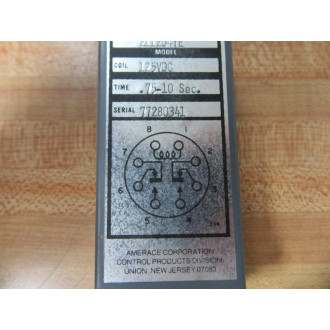 MODEL
COIL 125VDC
TIME .75-10 Sec.
SERIAL 77280341
8 1
7 2
6 3
5 4
AMERACE CORPORATION
CONTROL PRODUCTS DIVISION
UNION, NEW JERSEY 07083